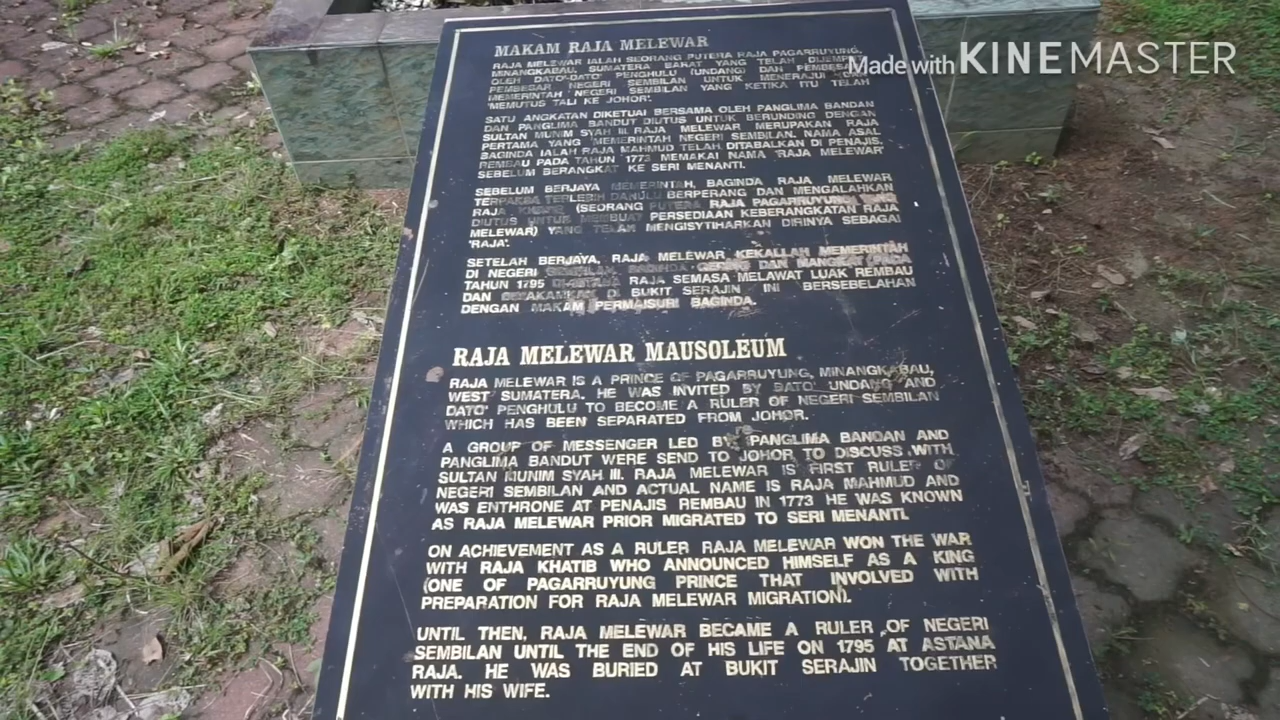 MAKAM RAJA MELEWAR
RAJA MELEWAR IALAH SEORANG PUTERA RAJA PAGARRUYUNG,
MINANGKABAU, SUMATERA BARAT YANG TELAH DIJEMPUT
OLEH DATO'-DATO' PENGHULU (UNDANG) DAN PEMBESAR
PEMBESAR NEGERI SEMBILAN UNTUK MENERAJUI DAN
MEMERINTAH NEGERI SEMBILAN YANG KETIKA ITU TELAH
'MEMUTUS TALI KE JOHOR'.
SATU ANGKATAN DIKETUAI BERSAMA OLEH PANGLIMA BANDAN
DAN PANGLIMA BANDUT DIUTUS UNTUK BERUNDING DENGAN
SULTAN MUNIM SYAH III. RAJA MELEWAR MERUPAKAN RAJA
PERTAMA YANG MEMERINTAH NEGERI SEMBILAN. NAMA ASAL
BAGINDA IALAH RAJA MAHMUD TELAH DITABALKAN DI PENAJIS,
REMBAU PADA TAHUN 1773 MEMAKAI NAMA 'RAJA MELEWAR'
SEBELUM BERANGKAT KE SERI MENANTI.
SEBELUM BERJAYA MEMERINTAH, BAGINDA RAJA MELEWAR
TERPAKSA TERLEBIH DAHULU BERPERANG DAN MENGALAHKAN
RAJA KHATIB (SEORANG PUTERA RAJA PAGARRUYUNG YANG
DIUTUS UNTUK MEMBUAT PERSEDIAAN KEBERANGKATAN RAJA
MELEWAR) YANG TELAH MENGISYTIHARKAN DIRINYA SEBAGAI
'RAJA'.
SETELAH BERJAYA, RAJA MELEWAR KEKALLAH MEMERINTAH
DI NEGERI SEMBILAN. BAGINDA GERING DAN MANGKAT PADA
TAHUN 1795 DI ASTANA RAJA SEMASA MELAWAT LUAK REMBAU
DAN DIMAKAMKAN DI BUKIT SERAJIN INI BERSEBELAHAN
DENGAN MAKAM PERMAISURI BAGINDA.
RAJA MELEWAR MAUSOLEUM
RAJA MELEWAR IS A PRINCE OF PAGARRUYUNG, MINANGKABAU,
WEST SUMATERA. HE WAS INVITED BY DATO' UNDANG AND
DATO' PENGHULU TO BECOME A RULER OF NEGERI SEMBILAN
WHICH HAS BEEN SEPARATED FROM JOHOR.
A GROUP OF MESSENGER LED BY PANGLIMA BANDAN AND
PANGLIMA BANDUT WERE SEND TO JOHOR TO DISCUSS WITH
SULTAN MUNIM SYAH III. RAJA MELEWAR IS FIRST RULER OF
NEGERI SEMBILAN AND ACTUAL NAME IS RAJA MAHMUD AND
WAS ENTHRONE AT PENAJIS REMBAU IN 1773 HE WAS KNOWN
AS RAJA MELEWAR PRIOR MIGRATED TO SERI MENANTI.
ON ACHIEVEMENT AS A RULER RAJA MELEWAR WON THE WAR
WITH RAJA KHATIB WHO ANNOUNCED HIMSELF AS A KING
(ONE OF PAGARRUYUNG PRINCE THAT INVOLVED WITH
PREPARATION FOR RAJA MELEWAR MIGRATION).
UNTIL THEN, RAJA MELEWAR BECAME A RULER OF NEGERI
SEMBILAN UNTIL THE END OF HIS LIFE ON 1795 AT ASTANA
RAJA. HE WAS BURIED AT BUKIT SERAJIN TOGETHER
WITH HIS WIFE.
Made with KINEMASTER